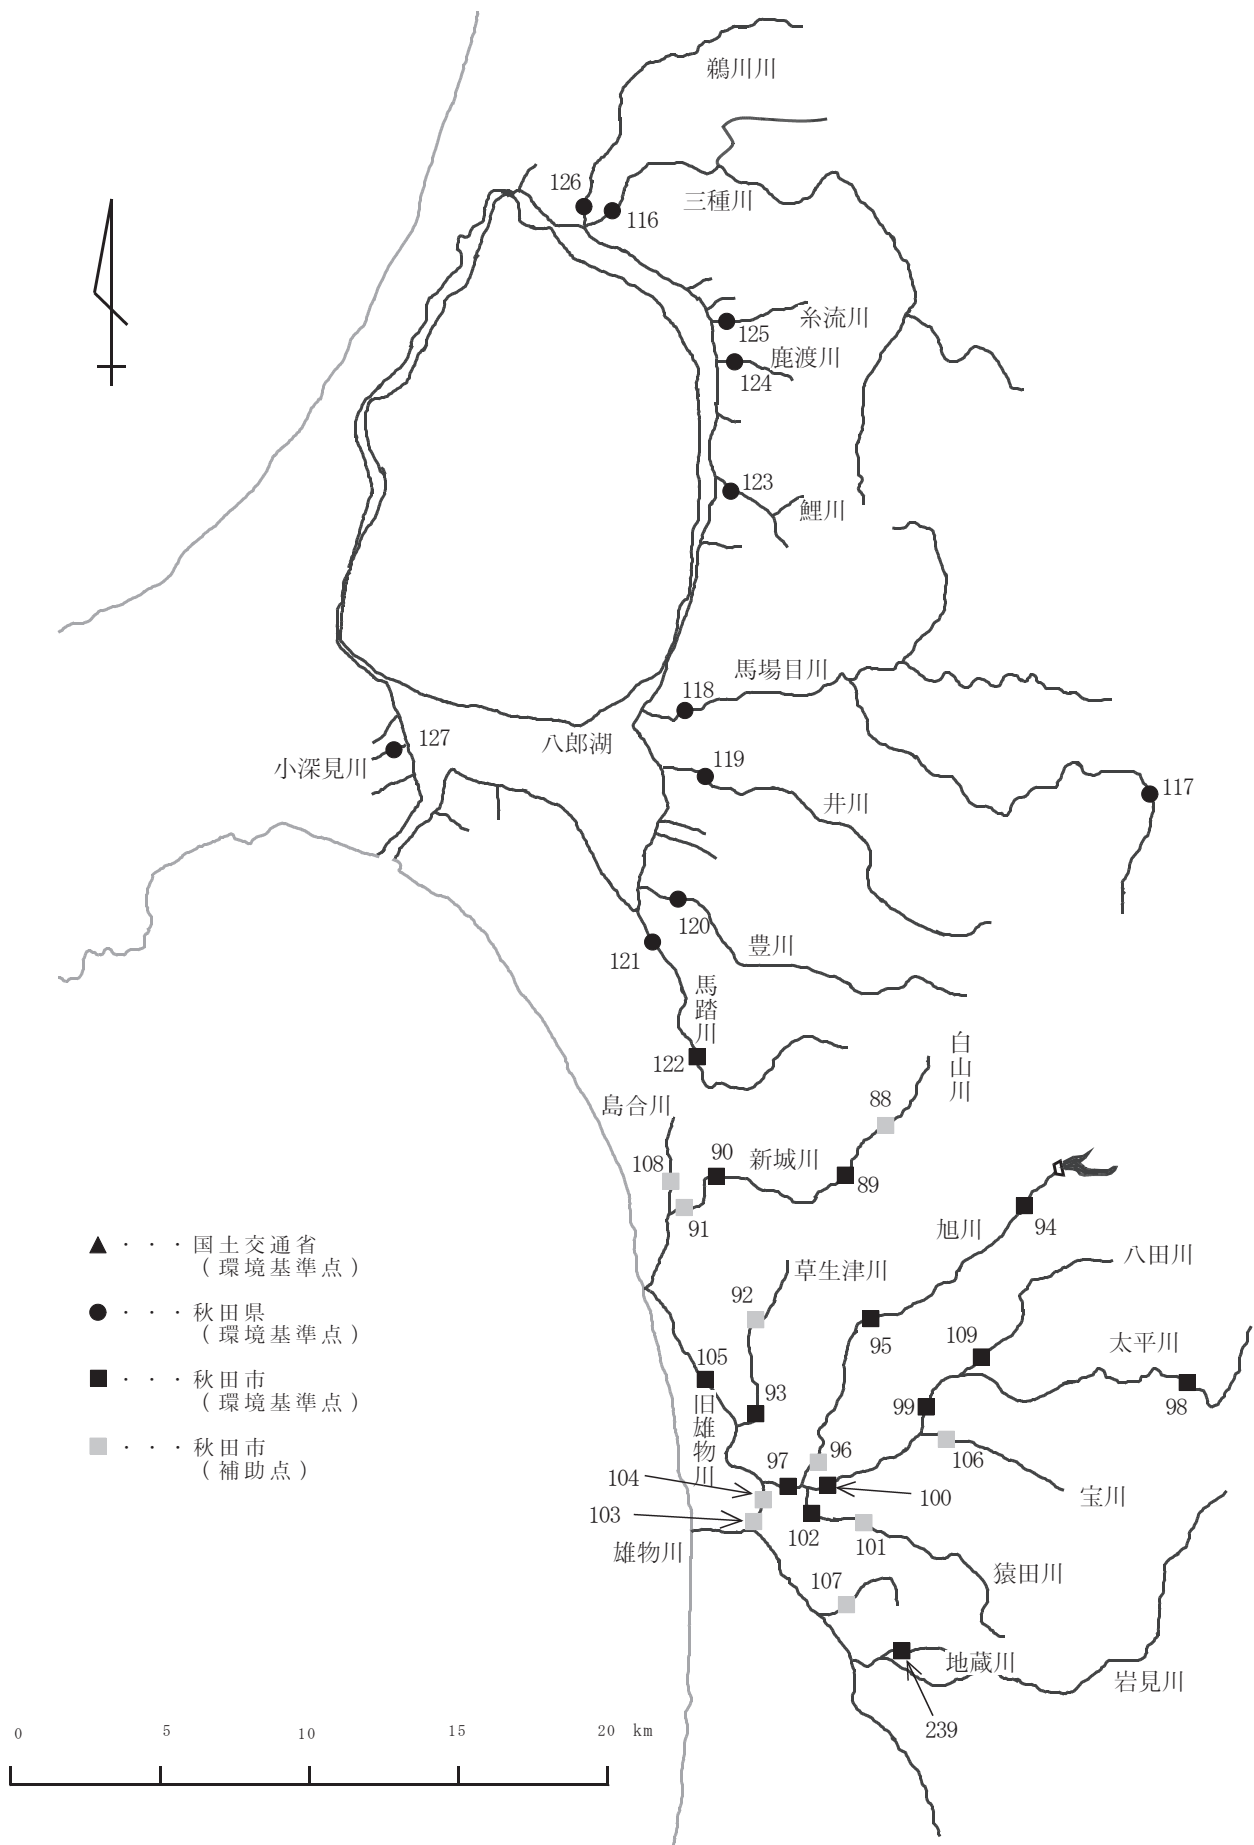 鵜川川
126
116
三種川
125
糸流川
鹿渡川
124
123
鯉川
馬場目川
118
127
八郎湖
119
小深見川
117
井川
120
豊川
121
馬踏川
122
白山川
島合川
88
90
新城川
108
89
91
94
旭川
八田川
草生津川
92
95
109
太平川
105
93
98
99
旧雄物川
96
106
97
104
100
宝川
103
102
101
雄物川
猿田川
107
地蔵川
岩見川
239
▲ ・・・ 国土交通省
（環境基準点）
● ・・・ 秋田県
（環境基準点）
■ ・・・ 秋田市
（環境基準点）
■ ・・・ 秋田市
（補助点）
0 5 10 15 20 km